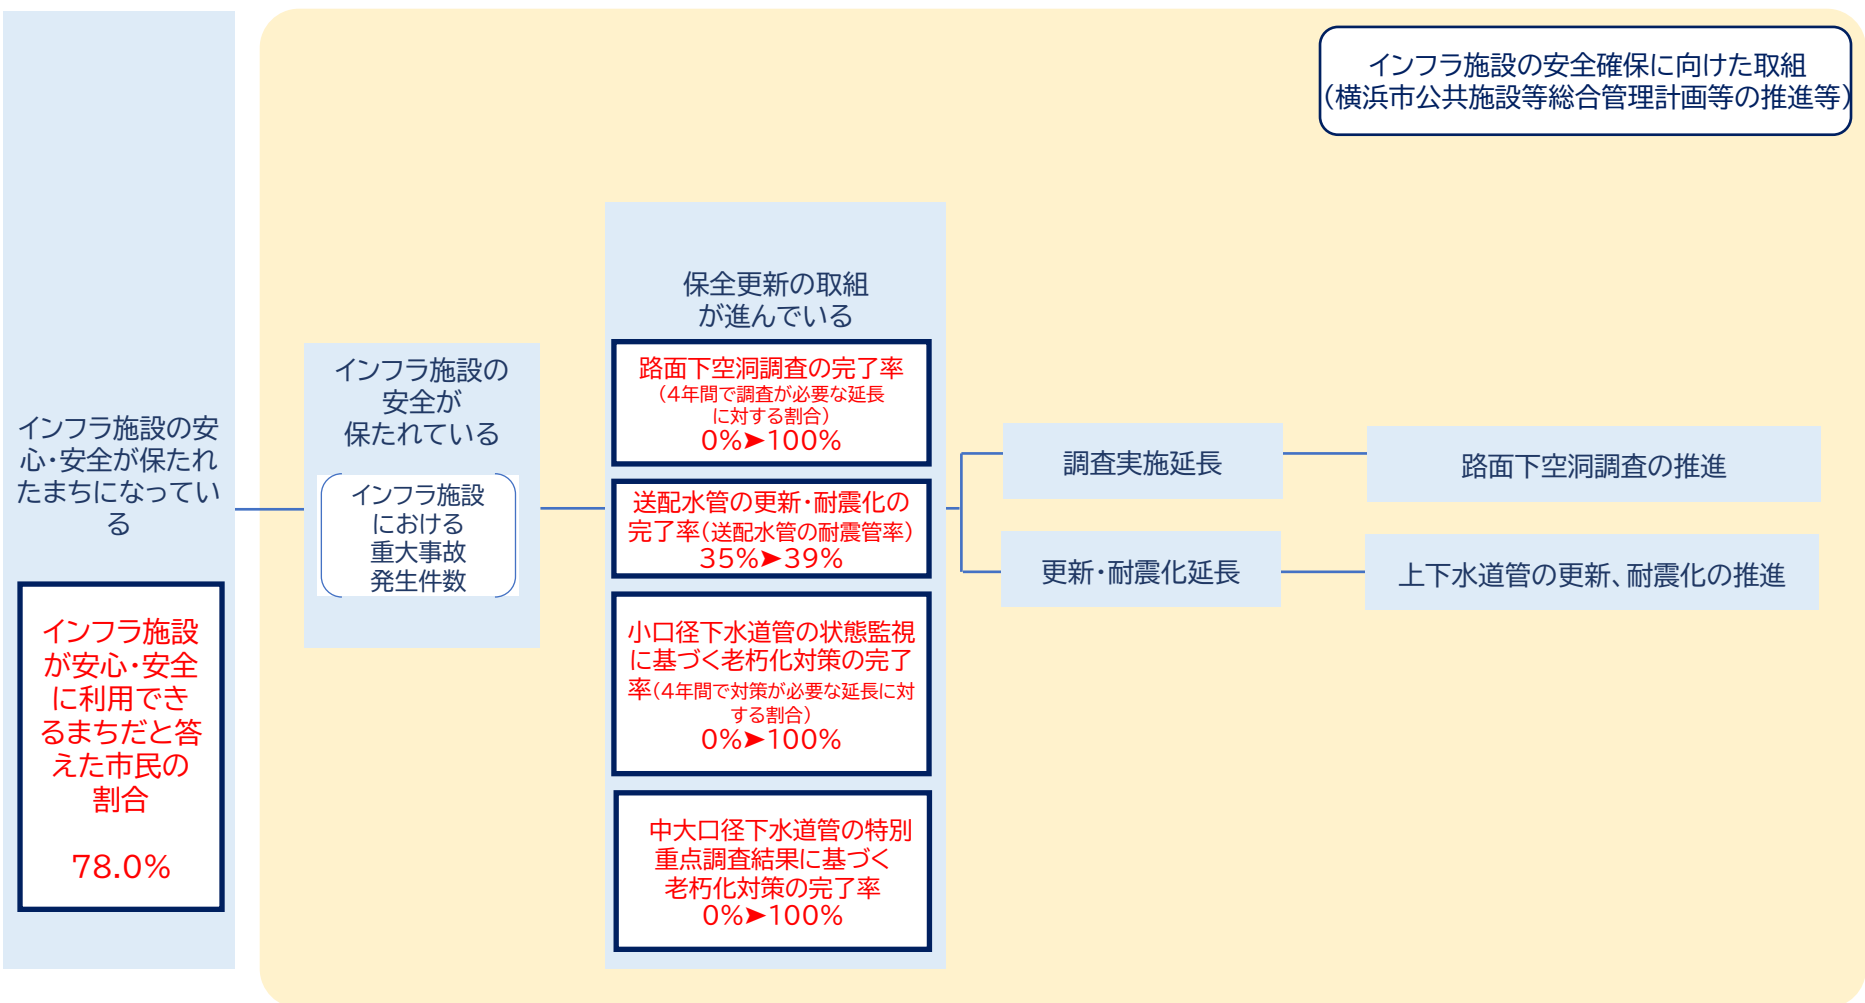 インフラ施設の安全確保に向けた取組
(横浜市公共施設等総合管理計画等の推進等)
インフラ施設の安
心・安全が保たれ
たまちになってい
る
インフラ施設
が安心・安全
に利用でき
るまちだと答
えた市民の
割合
78.0%
インフラ施設の
安全が
保たれている
インフラ施設
における
重大事故
発生件数
保全更新の取組
が進んでいる
路面下空洞調査の完了率
(4年間で調査が必要な延長
に対する割合)
0%➤100%
送配水管の更新・耐震化の
完了率(送配水管の耐震管率)
35%➤39%
小口径下水道管の状態監視
に基づく老朽化対策の完了
率(4年間で対策が必要な延長に対
する割合)
0%➤100%
中大口径下水道管の特別
重点調査結果に基づく
老朽化対策の完了率
0%➤100%
調査実施延長
路面下空洞調査の推進
更新・耐震化延長
上下水道管の更新、耐震化の推進